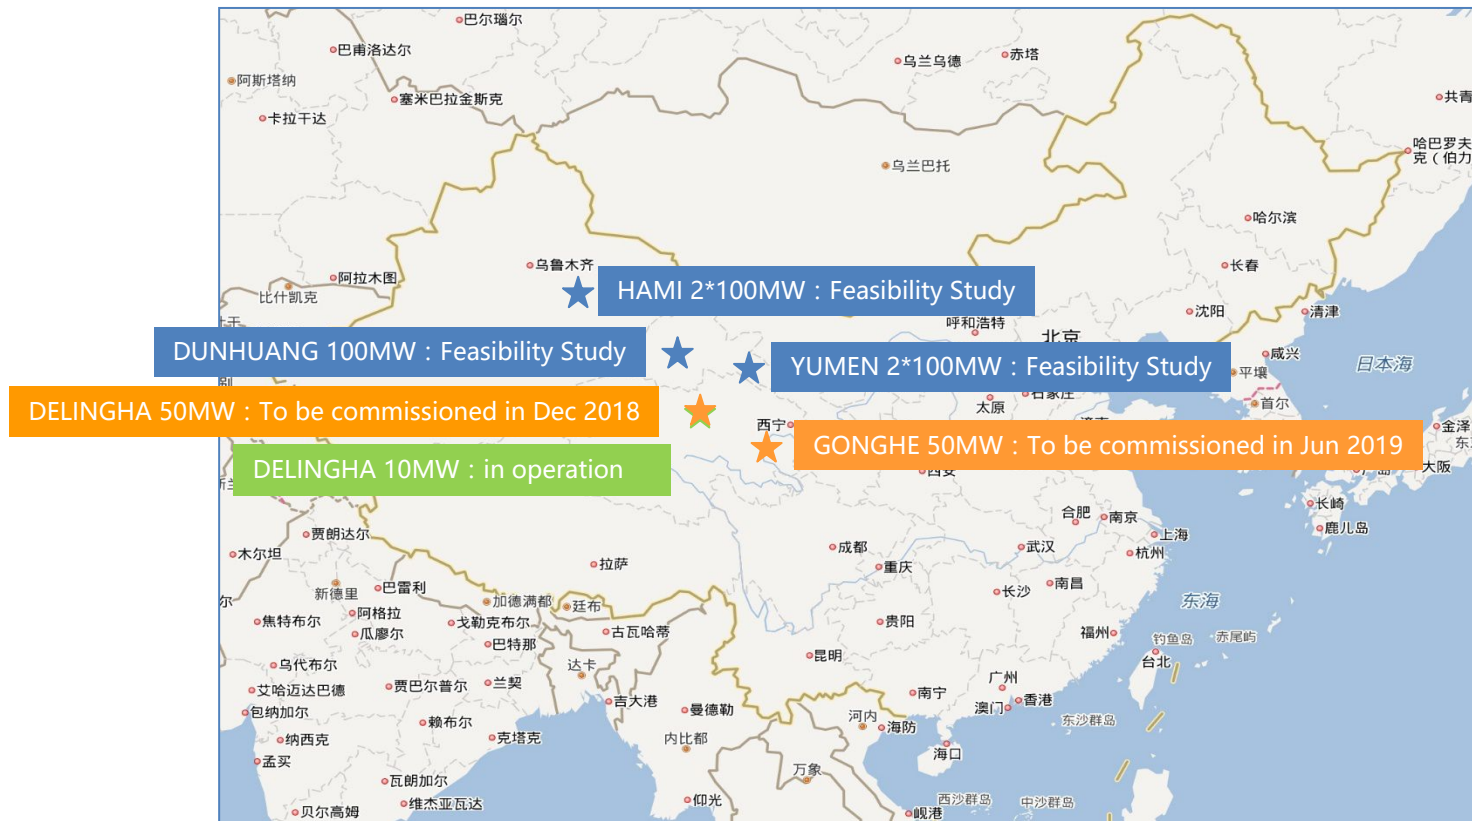 巴尔瑙尔
巴甫洛达尔
乌兰乌德
赤塔
阿斯塔纳
塞米巴拉金斯克
共青
卡拉干达
哈巴罗夫
克（伯力
乌兰巴托
哈尔滨
乌鲁木齐
长春
阿拉木图
比什凯克
HAMI 2*100MW：Feasibility Study
沈阳
清津
呼和浩特
北京
DUNHUANG 100MW：Feasibility Study
YUMEN 2*100MW：Feasibility Study
咸兴
日本海
平壤
太原
首尔
DELINGHA 50MW：To be commissioned in Dec 2018
西宁
金泽
GONGHE 50MW：To be commissioned in Jun 2019
DELINGHA 10MW：in operation
西安
大阪
长崎
合肥
南京
鹿儿岛
贾朗达尔
上海
木尔坦
成都
武汉
杭州
拉萨
重庆
新德里
巴雷利
长沙
南昌
尔
加德满都
廷布
东海
阿格拉
焦特布尔
戈勒克布尔
贵阳
瓜廖尔
古瓦哈蒂
福州
钓鱼岛
赤尾屿
巴特那
昆明
台北
乌代布尔
达卡
广州
艾哈迈达巴德
贾巴尔普尔
兰契
南宁
香港
吉大港
曼德勒
澳门
包纳加尔
赖布尔
河内
海防
东沙群岛
纳西克
克塔克
内比都
海口
孟买
万象
瓦朗加尔
仰光
西沙群岛
中沙群岛
贝尔高姆
维杰亚瓦达
岘港